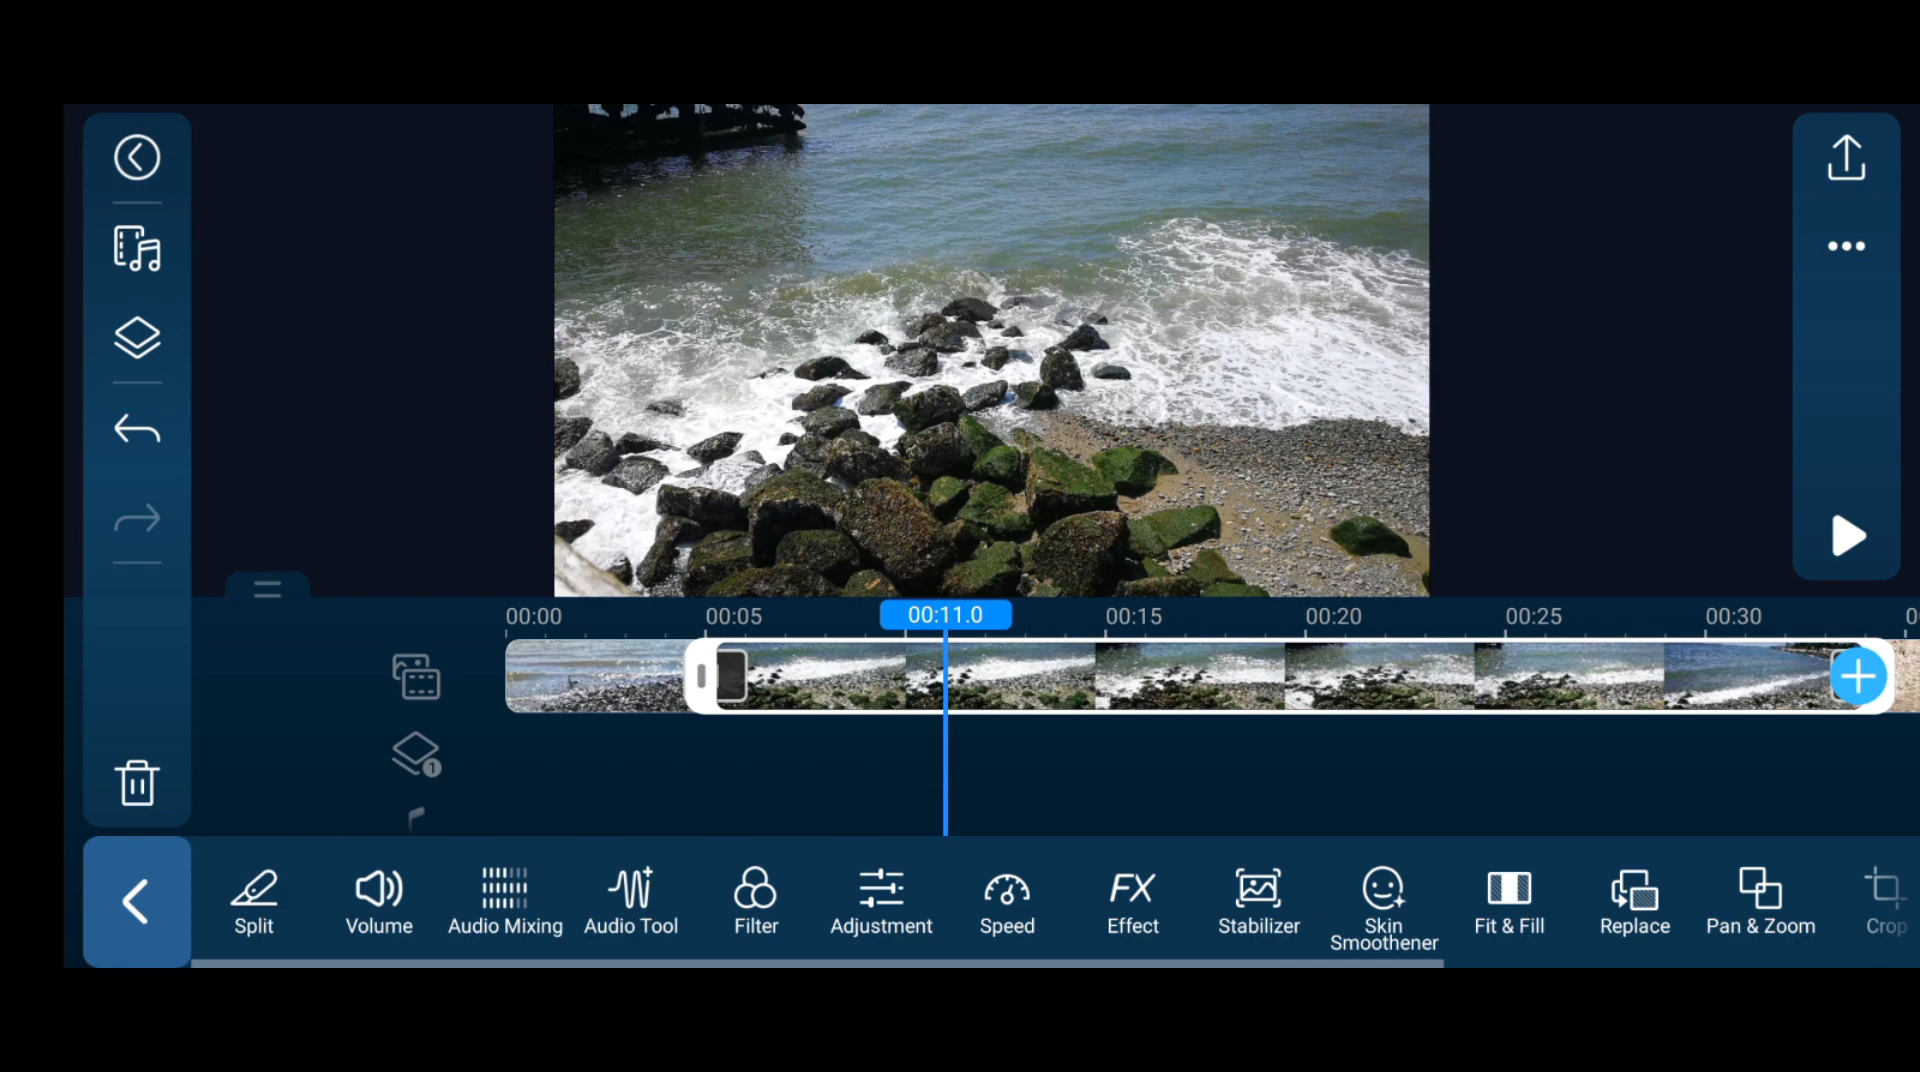 00:00
00:05
00:11.0
00:15
00:20
00:25
00:30
1
Split
Volume
Audio Mixing
Audio Tool
Filter
Adjustment
Speed
FX
Effect
Stabilizer
Skin
Smoothener
Fit & Fill
Replace
Pan & Zoom
Crop